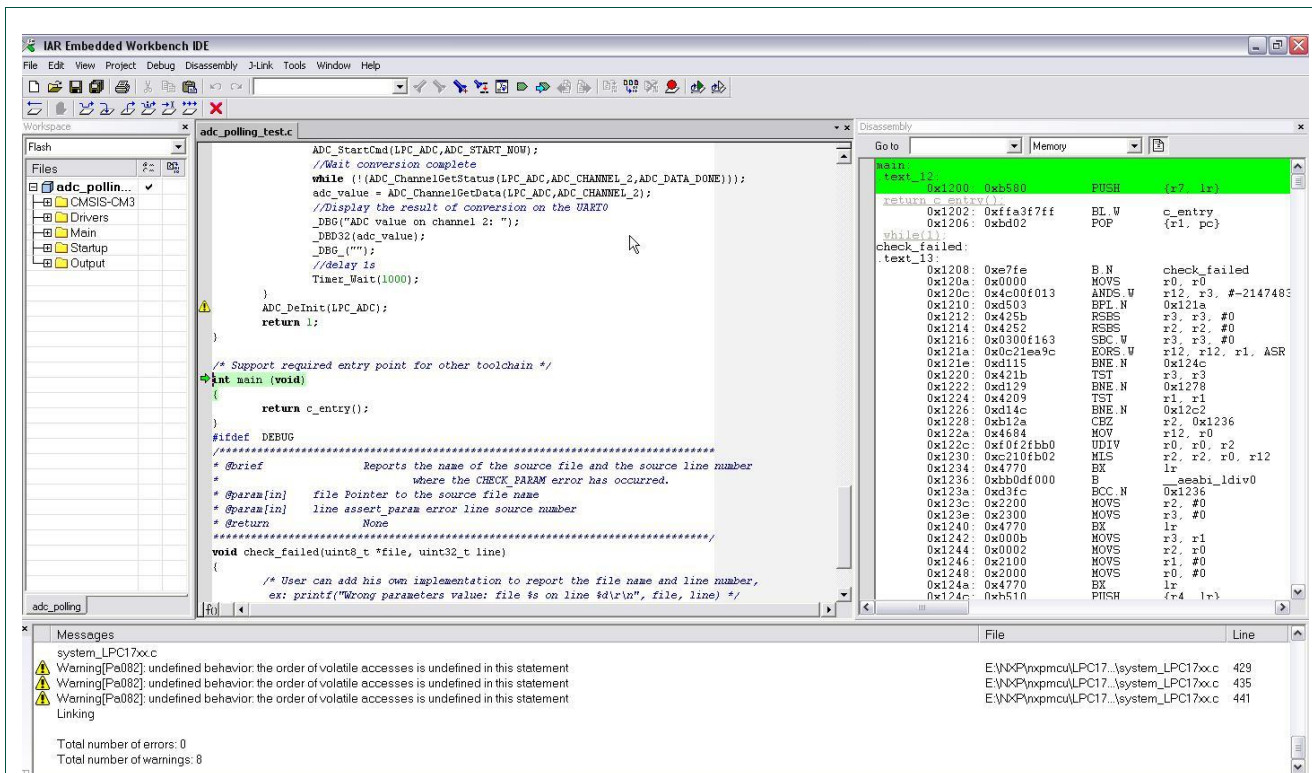 IAR Embedded Workbench IDE
File Edit View Project Debug Disassembly J-Link Tools Window Help
Workspace
Flash
Files
adc_pollin...
CMSIS-CM3
Drivers
Main
Startup
Output
adc_polling
adc_polling_test.c
ADC_StartCmd(LPC_ADC,ADC_START_NOW);
//Wait conversion complete
while (!(ADC_ChannelGetStatus(LPC_ADC,ADC_CHANNEL_2,ADC_DATA_DONE)));
adc_value = ADC_ChannelGetData(LPC_ADC,ADC_CHANNEL_2);
//Display the result of conversion on the UART0
_DBG("ADC value on channel 2: ");
_DBD32(adc_value);
_DBG_("");
//delay 1s
Timer_Wait(1000);
}
ADC_DeInit(LPC_ADC);
return 1;
}
/* Support required entry point for other toolchain */
int main (void)
{
return c_entry();
}
#ifdef DEBUG
/*******************************************************************************
* @brief Reports the name of the source file and the source line number
* where the CHECK_PARAM error has occurred.
* @param[in] file Pointer to the source file name
* @param[in] line assert_param error line source number
* @return None
*******************************************************************************/
void check_failed(uint8_t *file, uint32_t line)
{
/* User can add his own implementation to report the file name and line number,
ex: printf("Wrong parameters value: file %s on line %d\r\n", file, line) */
f()
Disassembly
Go to Memory
main:
text_12:
0x1200: 0xb580 PUSH {r7, lr}
return c_entry();
0x1202: 0xffa3f7ff BL.W c_entry
0x1206: 0xbd02 POP {r1, pc}
while(1);
check_failed:
.text_13:
0x1208: 0xe7fe B.N check_failed
0x120a: 0x0000 MOVS r0, r0
0x120c: 0x4c00f013 ANDS.W r12, r3, #-2147483
0x1210: 0xd503 BPL.N 0x121a
0x1212: 0x425b RSBS r3, r3, #0
0x1214: 0x4252 RSBS r2, r2, #0
0x1216: 0x0300f163 SBC.W r3, r3, #0
0x121a: 0x0c21ea9c EORS.W r12, r12, r1, ASR
0x121e: 0xd115 BNE.N 0x124c
0x1220: 0x421b TST r3, r3
0x1222: 0xd129 BNE.N 0x1278
0x1224: 0x4209 TST r1, r1
0x1226: 0xd14c BNE.N 0x12c2
0x1228: 0xb12a CBZ r2, 0x1236
0x122a: 0x4684 MOV r12, r0
0x122c: 0xf0f2fbb0 UDIV r0, r0, r2
0x1230: 0xc210fb02 MLS r2, r2, r0, r12
0x1234: 0x4770 BX lr
0x1236: 0xbb0df000 B __aeabi_ldiv0
0x123a: 0xd3fc BCC.N 0x1236
0x123c: 0x2200 MOVS r2, #0
0x123e: 0x2300 MOVS r3, #0
0x1240: 0x4770 BX lr
0x1242: 0x000b MOVS r3, r1
0x1244: 0x0002 MOVS r2, r0
0x1246: 0x2100 MOVS r1, #0
0x1248: 0x2000 MOVS r0, #0
0x124a: 0x4770 BX lr
0x124c: 0xb510 PUSH {r4, lr}
Messages File Line
system_LPC17xx.c
Warning[Pa082]: undefined behavior: the order of volatile accesses is undefined in this statement E:\NXP\nxpmcu\LPC17...\system_LPC17xx.c 429
Warning[Pa082]: undefined behavior: the order of volatile accesses is undefined in this statement E:\NXP\nxpmcu\LPC17...\system_LPC17xx.c 435
Warning[Pa082]: undefined behavior: the order of volatile accesses is undefined in this statement E:\NXP\nxpmcu\LPC17...\system_LPC17xx.c 441
Linking
Total number of errors: 0
Total number of warnings: 8